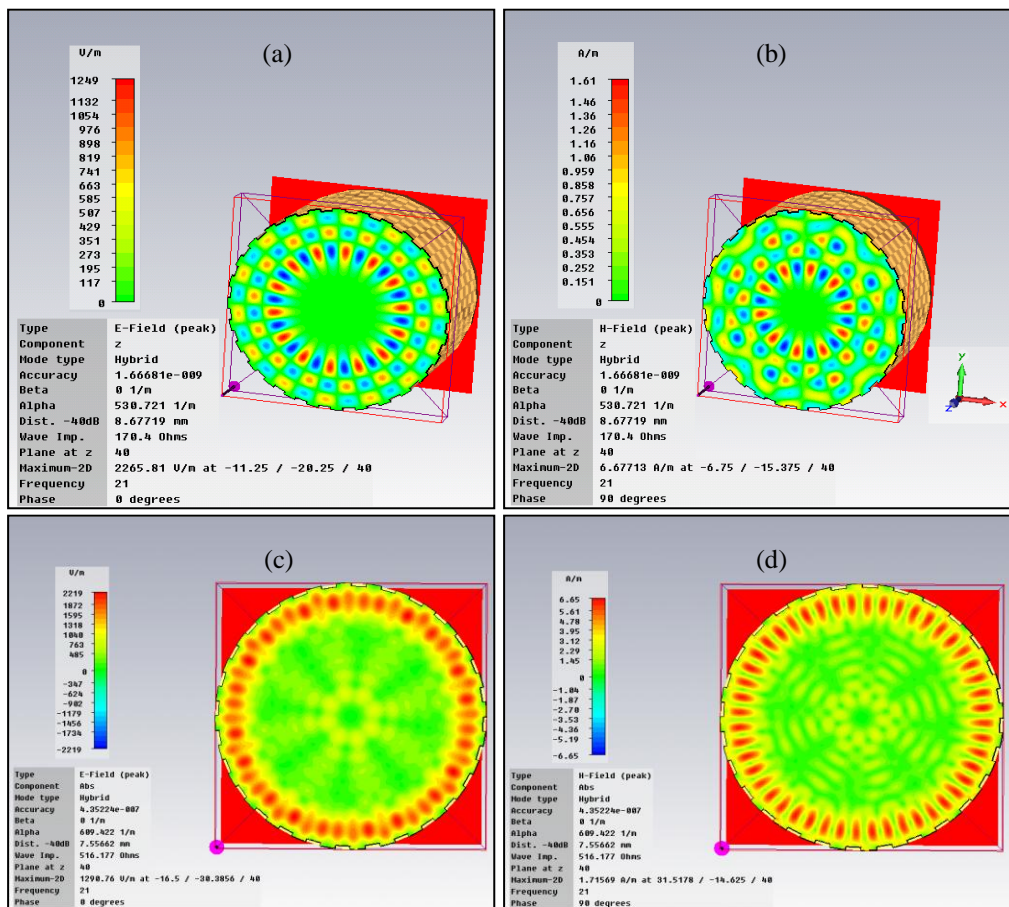 V/m
(a)
1249
1132
1054
976
898
819
741
663
585
507
429
351
273
195
117
0
Type E-Field (peak)
Component z
Mode type Hybrid
Accuracy 1.66681e-009
Beta 0 1/m
Alpha 530.721 1/m
Dist. -40dB 8.67719 mm
Wave Imp. 170.4 Ohms
Plane at z 40
Maximum-2D 2265.81 V/m at -11.25 / -20.25 / 40
Frequency 21
Phase 0 degrees
A/m
(b)
1.61
1.46
1.36
1.26
1.16
1.06
0.959
0.858
0.757
0.656
0.555
0.454
0.353
0.252
0.151
0
y
x
z
Type H-Field (peak)
Component z
Mode type Hybrid
Accuracy 1.66681e-009
Beta 0 1/m
Alpha 530.721 1/m
Dist. -40dB 8.67719 mm
Wave Imp. 170.4 Ohms
Plane at z 40
Maximum-2D 6.67713 A/m at -6.75 / -15.375 / 40
Frequency 21
Phase 90 degrees
(c)
V/m
2219
1872
1595
1318
1040
763
485
0
-347
-624
-902
-1179
-1456
-1734
-2219
Type E-Field (peak)
Component Abs
Mode type Hybrid
Accuracy 4.35224e-007
Beta 0 1/m
Alpha 609.422 1/m
Dist. -40dB 7.55662 mm
Wave Imp. 516.177 Ohms
Plane at z 40
Maximum-2D 1290.76 V/m at -16.5 / -30.3856 / 40
Frequency 21
Phase 0 degrees
(d)
A/m
6.65
5.61
4.78
3.95
3.12
2.29
1.45
0
-1.04
-1.87
-2.70
-3.53
-4.36
-5.19
-6.65
Type H-Field (peak)
Component Abs
Mode type Hybrid
Accuracy 4.35224e-007
Beta 0 1/m
Alpha 609.422 1/m
Dist. -40dB 7.55662 mm
Wave Imp. 516.177 Ohms
Plane at z 40
Maximum-2D 1.71569 A/m at 31.5178 / -14.625 / 40
Frequency 21
Phase 90 degrees